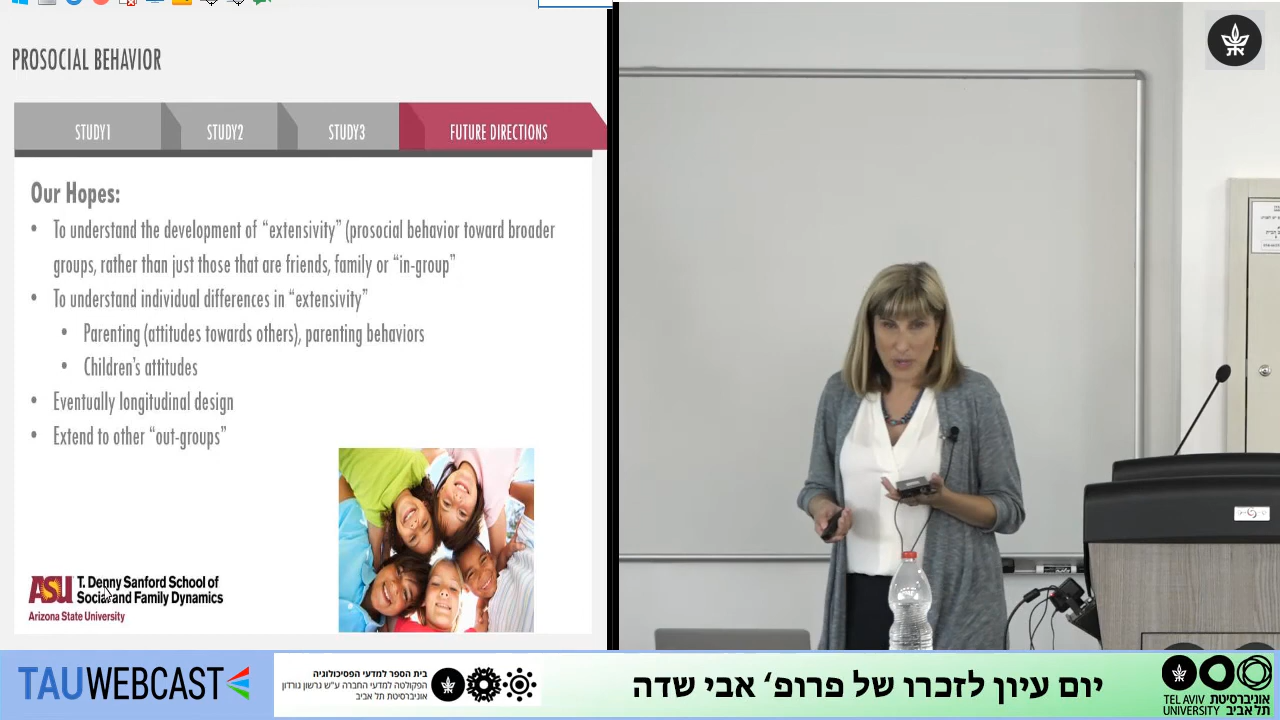 PROSOCIAL BEHAVIOR
STUDY1
STUDY2
STUDY3
FUTURE DIRECTIONS
Our Hopes:
• To understand the development of “extensivity” (prosocial behavior toward broader
groups, rather than just those that are friends, family or “in-group”
• To understand individual differences in “extensivity”
• Parenting (attitudes towards others), parenting behaviors
• Children’s attitudes
• Eventually longitudinal design
• Extend to other “out-groups”
ASU T. Denny Sanford School of
Social and Family Dynamics
Arizona State University
TAUWEBCAST
בית הספר למדעי הפסיכולוגיה
הפקולטה למדעי החברה ע"ש גרשון גורדון
אוניברסיטת תל אביב
יום עיון לזכרו של פרופ‘ אבי שדה
TEL AVIV אוניברסיטת
UNIVERSITY תל אביב